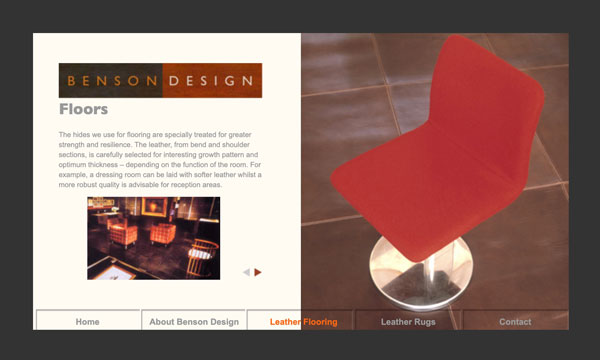 BENSON DESIGN
Floors
The hides we use for flooring are specially treated for greater
strength and resilience. The leather, from bend and shoulder
sections, is carefully selected for interesting growth pattern and
optimum thickness – depending on the function of the room. For
example, a dressing room can be laid with softer leather whilst a
more robust quality is advisable for reception areas.
Home
About Benson Design
Leather Flooring
Leather Rugs
Contact